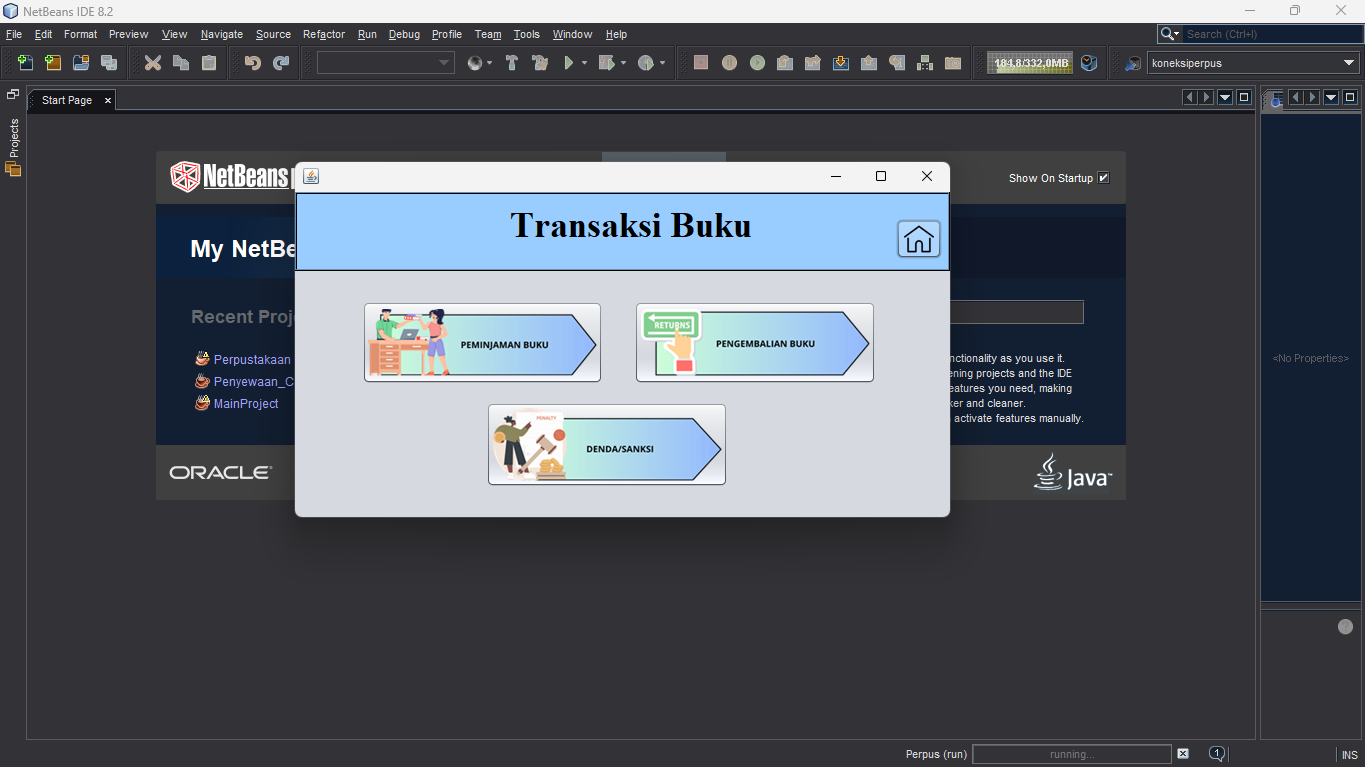 NetBeans IDE 8.2
File Edit Format Preview View Navigate Source Refactor Run Debug Profile Team Tools Window Help
Search (Ctrl+I)
184,8/332,0MB
koneksiperpus
Start Page
Projects
NetBeans
Show On Startup
Transaksi Buku
My NetBe
Recent Proj
PEMINJAMAN BUKU
RETURNS
PENGEMBALIAN BUKU
Perpustakaan
Penyewaan_C
MainProject
nctionality as you use it.
ening projects and the IDE
eatures you need, making
ker and cleaner.
activate features manually.
<No Properties>
PENALTY
DENDA/SANKSI
ORACLE
Java
Perpus (run)
running...
1
INS